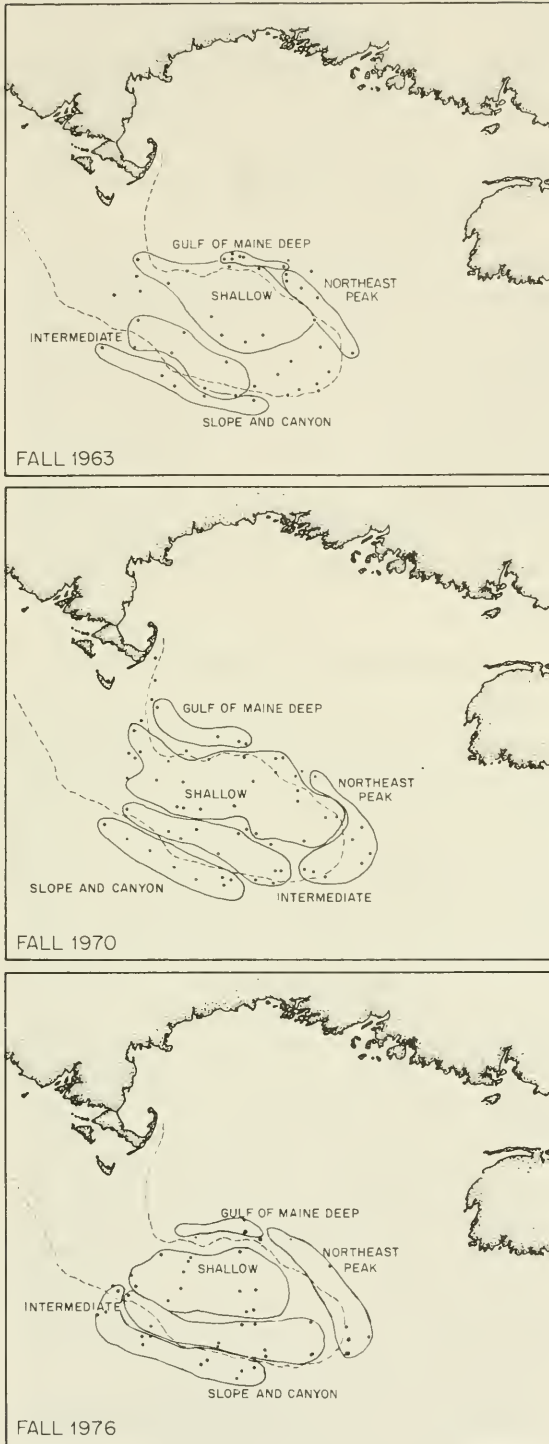 GULF OF MAINE DEEP
SHALLOW
NORTHEAST
PEAK
INTERMEDIATE
SLOPE AND CANYON
FALL 1963
GULF OF MAINE DEEP
SHALLOW
NORTHEAST
PEAK
SLOPE AND CANYON
INTERMEDIATE
FALL 1970
GULF OF MAINE DEEP
SHALLOW
NORTHEAST
PEAK
INTERMEDIATE
SLOPE AND CANYON
FALL 1976